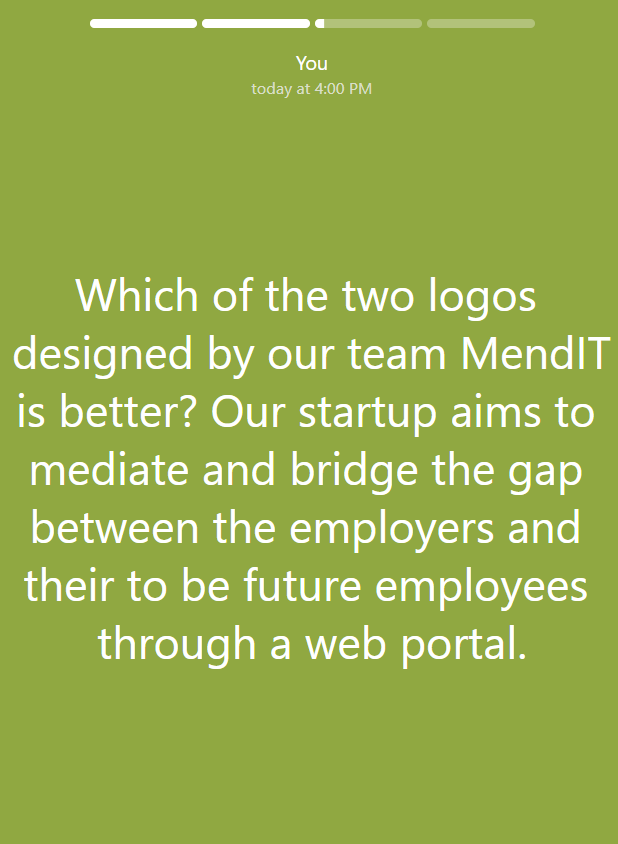 You
today at 4:00 PM
Which of the two logos
designed by our team MendIT
is better? Our startup aims to
mediate and bridge the gap
between the employers and
their to be future employees
through a web portal.